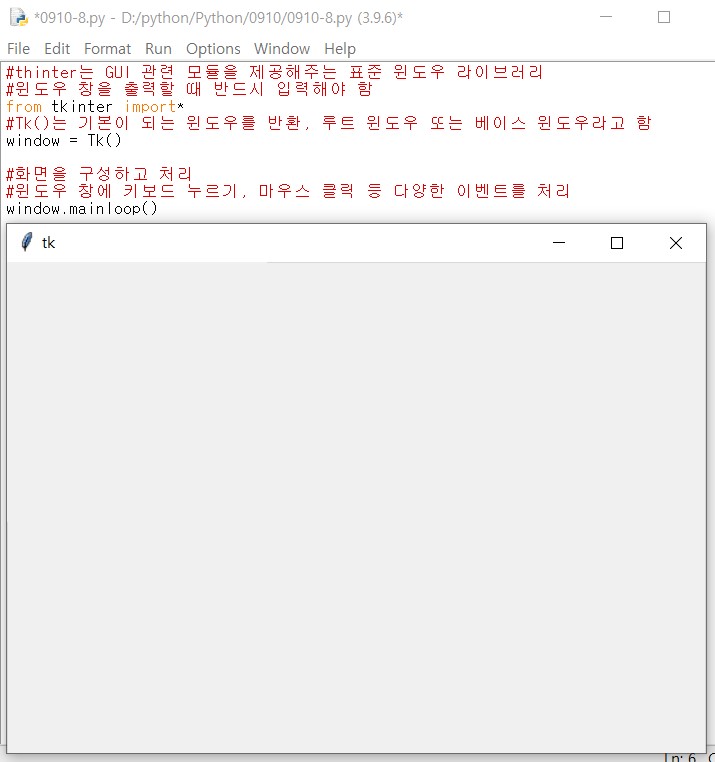 *0910-8.py - D:/python/Python/0910/0910-8.py (3.9.6)*
File Edit Format Run Options Window Help
#thinter는 GUI 관련 모듈을 제공해주는 표준 윈도우 라이브러리
#윈도우 창을 출력할 때 반드시 입력해야 함
from tkinter import*
#Tk()는 기본이 되는 윈도우를 반환, 루트 윈도우 또는 베이스 윈도우라고 함
window = Tk()
#화면을 구성하고 처리
#윈도우 창에 키보드 누르기, 마우스 클릭 등 다양한 이벤트를 처리
window.mainloop()
tk
Ln: 6